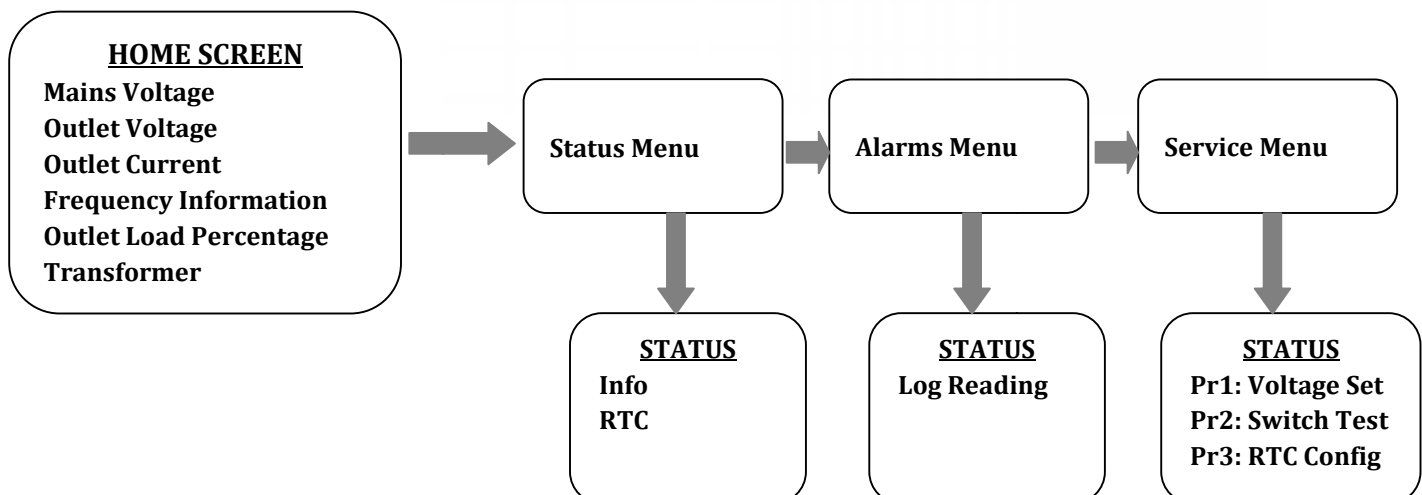 HOME SCREEN
Mains Voltage
Outlet Voltage
Outlet Current
Frequency Information
Outlet Load Percentage
Transformer
Status Menu
Alarms Menu
Service Menu
STATUS
Info
RTC
STATUS
Log Reading
STATUS
Pr1: Voltage Set
Pr2: Switch Test
Pr3: RTC Config